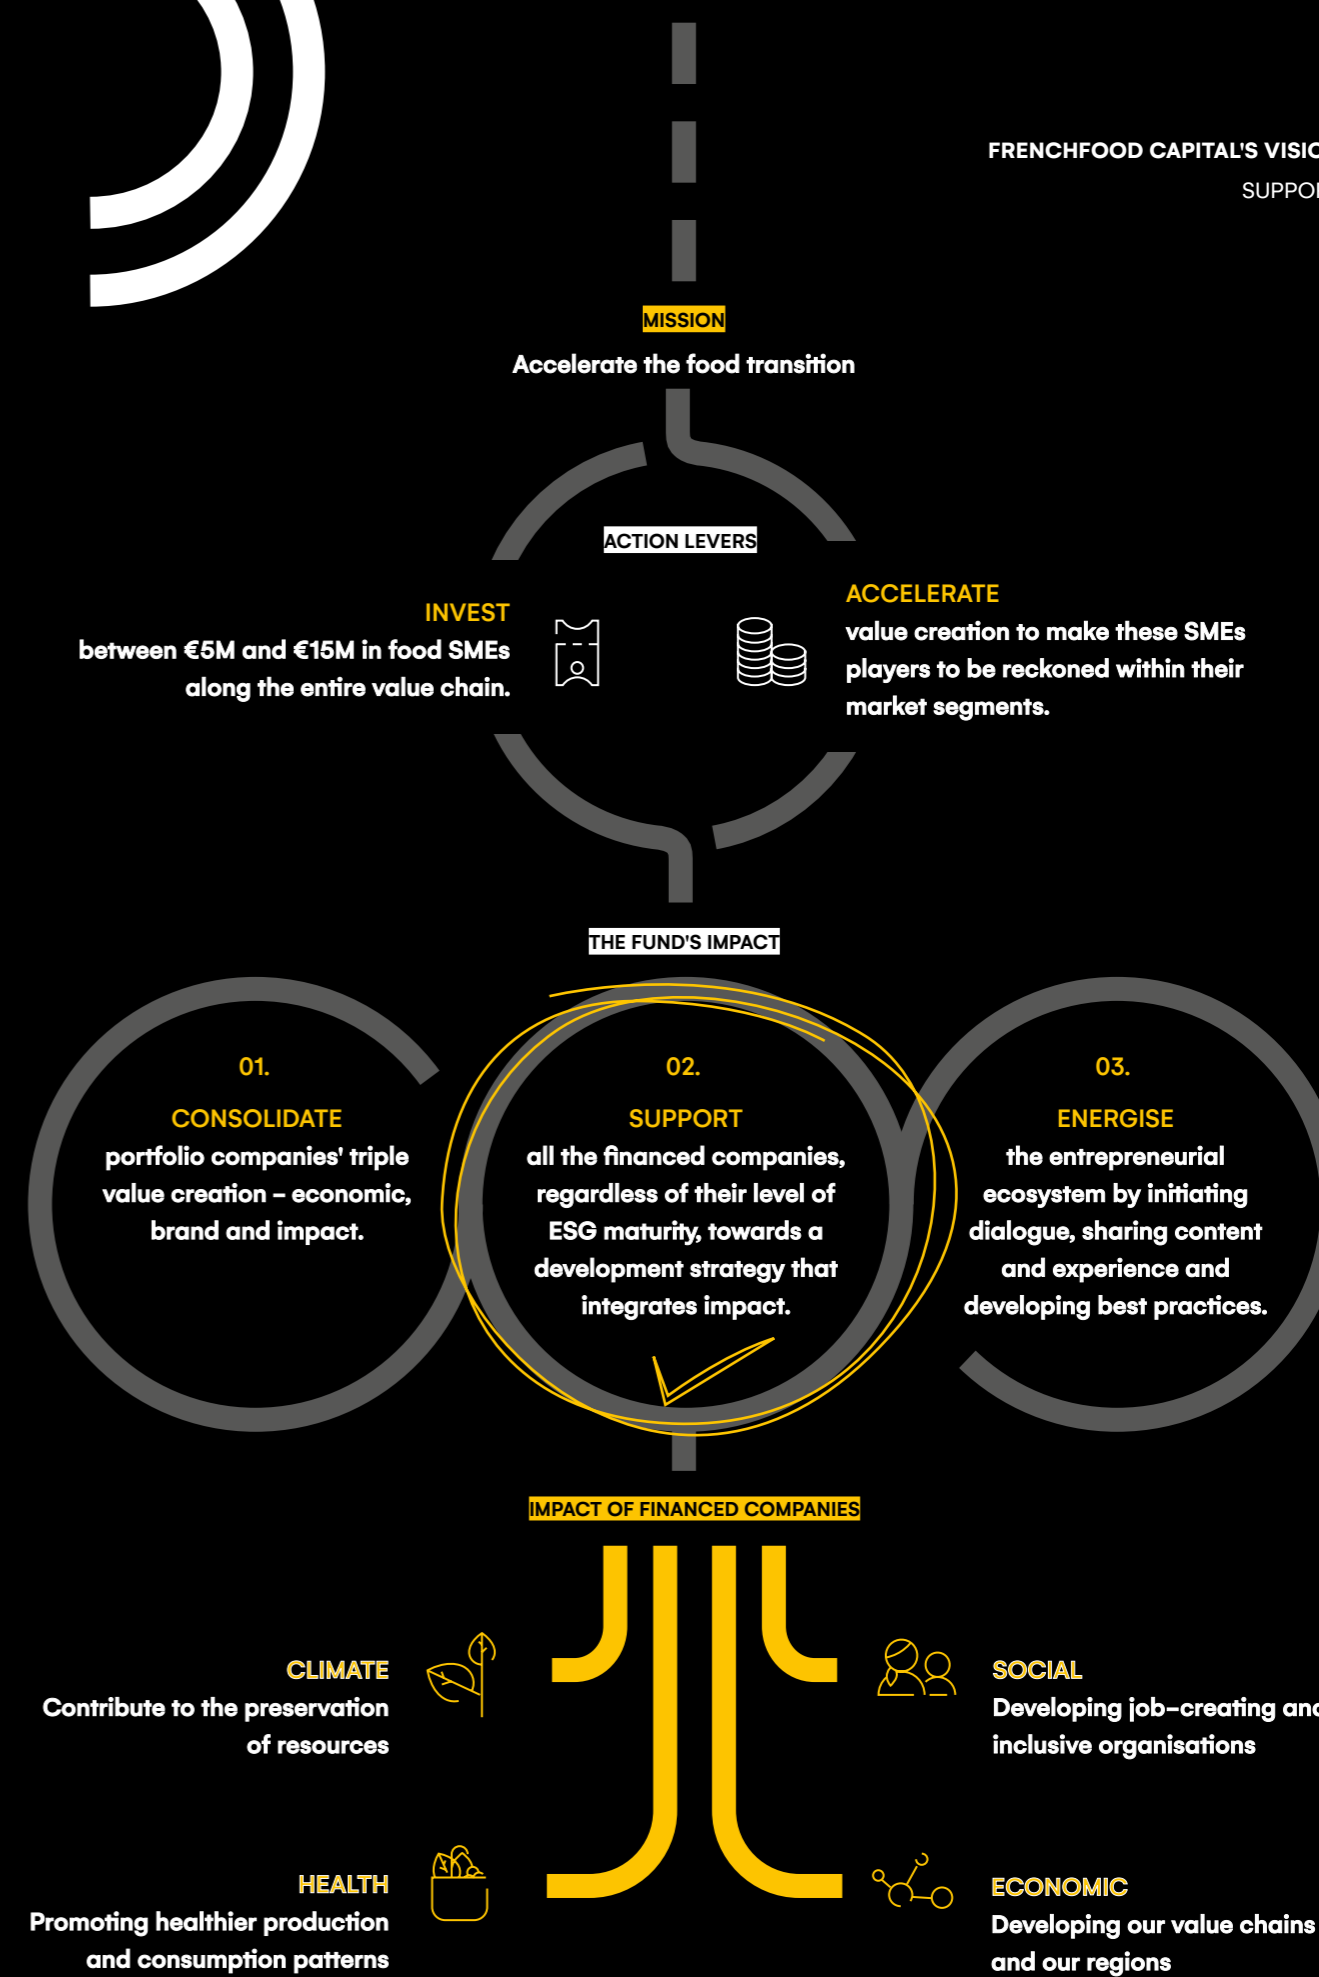 FRENCHFOOD CAPITAL'S
MISSION
Accelerate the food transition
ACTION LEVERS
INVEST
between €5M and €15M in food SMEs
along the entire value chain.
ACCELERATE
value creation to make these SMEs
players to be reckoned within their
market segments.
THE FUND'S IMPACT
01.
CONSOLIDATE
portfolio companies' triple
value creation – economic,
brand and impact.
02.
SUPPORT
all the financed companies,
regardless of their level of
ESG maturity, towards a
development strategy that
integrates impact.
03.
ENERGISE
the entrepreneurial
ecosystem by initiating
dialogue, sharing content
and experience and
developing best practices.
IMPACT OF FINANCED COMPANIES
CLIMATE
Contribute to the preservation
of resources
SOCIAL
Developing job-creating and
inclusive organisations
HEALTH
Promoting healthier production
and consumption patterns
ECONOMIC
Developing our value chains
and our regions